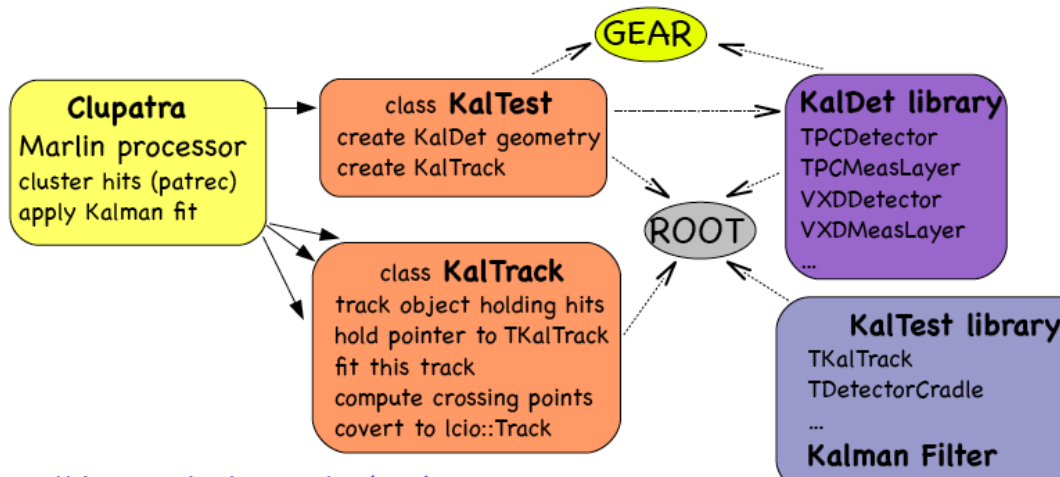 GEAR
Clupatra
Marlin processor
cluster hits (patrec)
apply Kalman fit
class KalTest
create KalDet geometry
create KalTrack
KalDet library
TPCDetector
TPCMeasLayer
VXDDetector
VXDMeasLayer
...
ROOT
class KalTrack
track object holding hits
hold pointer to TKalTrack
fit this track
compute crossing points
covert to lcio::Track
KalTest library
TKalTrack
TDetectorCradle
...
Kalman Filter